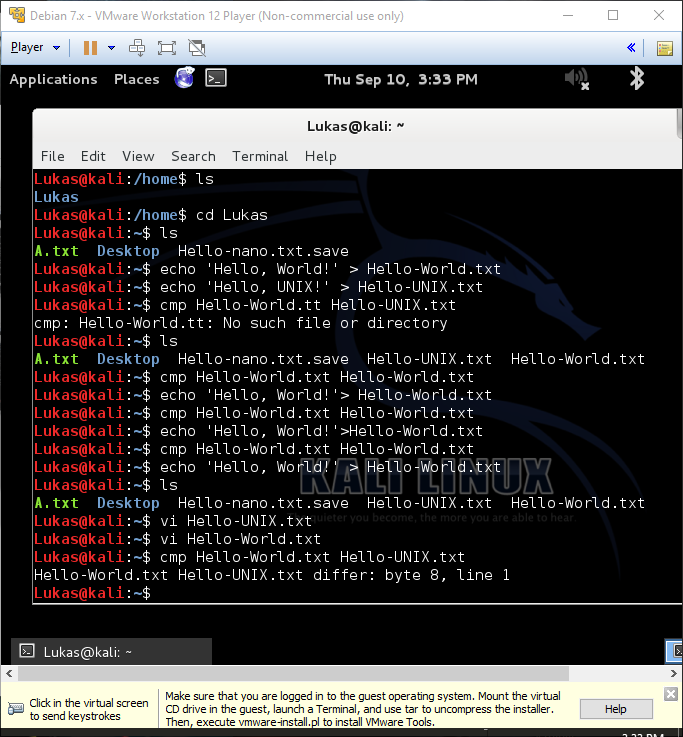 Debian 7.x - VMware Workstation 12 Player (Non-commercial use only)
Player
Applications Places Thu Sep 10, 3:33 PM
Lukas@kali: ~
File Edit View Search Terminal Help
Lukas@kali:/home$ ls
Lukas
Lukas@kali:/home$ cd Lukas
Lukas@kali:~$ ls
A.txt Desktop Hello-nano.txt.save
Lukas@kali:~$ echo 'Hello, World!' > Hello-World.txt
Lukas@kali:~$ echo 'Hello, UNIX!' > Hello-UNIX.txt
Lukas@kali:~$ cmp Hello-World.tt Hello-UNIX.txt
cmp: Hello-World.tt: No such file or directory
Lukas@kali:~$ ls
A.txt Desktop Hello-nano.txt.save Hello-UNIX.txt Hello-World.txt
Lukas@kali:~$ cmp Hello-World.txt Hello-World.txt
Lukas@kali:~$ echo 'Hello, World!'> Hello-World.txt
Lukas@kali:~$ cmp Hello-World.txt Hello-World.txt
Lukas@kali:~$ echo 'Hello, World!'>Hello-World.txt
Lukas@kali:~$ cmp Hello-World.txt Hello-World.txt
Lukas@kali:~$ echo 'Hello, World!' > Hello-World.txt
KALI LINUX
Lukas@kali:~$ ls
A.txt Desktop Hello-nano.txt.save Hello-UNIX.txt Hello-World.txt
Lukas@kali:~$ vi Hello-UNIX.txt
quieter you become, the more you are able to hear.
Lukas@kali:~$ vi Hello-World.txt
Lukas@kali:~$ cmp Hello-World.txt Hello-UNIX.txt
Hello-World.txt Hello-UNIX.txt differ: byte 8, line 1
Lukas@kali:~$
Lukas@kali: ~
Click in the virtual screen
to send keystrokes
Make sure that you are logged in to the guest operating system. Mount the virtual
CD drive in the guest, launch a Terminal, and use tar to uncompress the installer.
Then, execute vmware-install.pl to install VMware Tools.
Help